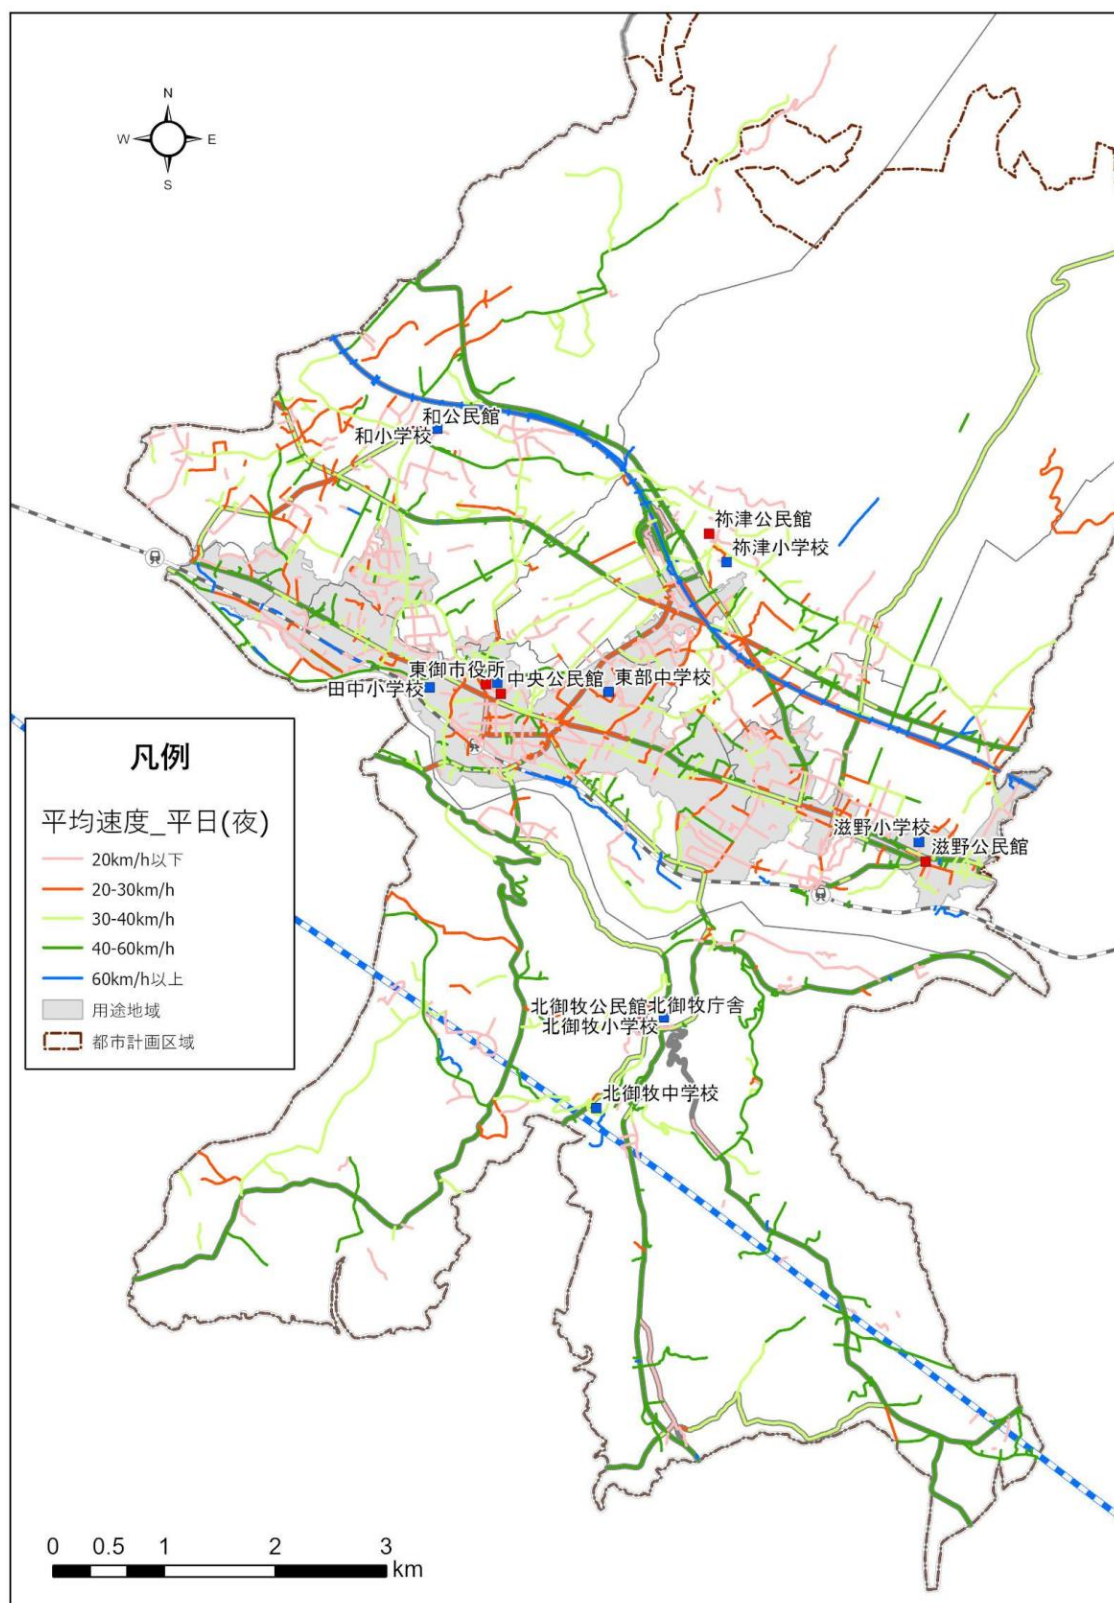 N
W E
S
和公民館
和小学校
祢津公民館
祢津小学校
東御市役所
田中小学校
中央公民館
東部中学校
滋野小学校
滋野公民館
北御牧公民館
北御牧庁舎
北御牧小学校
北御牧中学校
凡例
平均速度_平日(夜)
20km/h以下
20-30km/h
30-40km/h
40-60km/h
60km/h以上
用途地域
都市計画区域
0 0.5 1 2 3
km